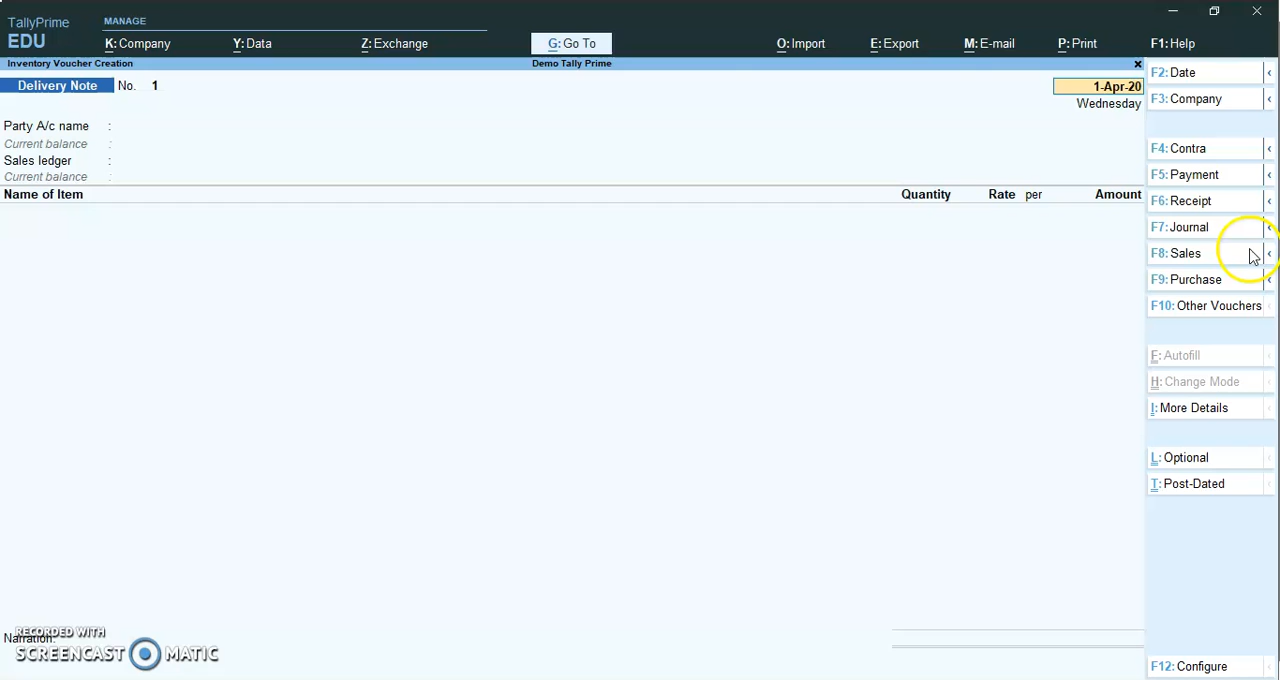 TallyPrime
EDU
MANAGE
K: Company
Y: Data
Z: Exchange
G: Go To
O: Import
E: Export
M: E-mail
P: Print
F1: Help
Inventory Voucher Creation
Demo Tally Prime
Delivery Note No. 1
1-Apr-20
Wednesday
Party A/c name :
Current balance :
Sales ledger :
Current balance :
Name of Item
Quantity
Rate per
Amount
F2: Date
F3: Company
F4: Contra
F5: Payment
F6: Receipt
F7: Journal
F8: Sales
F9: Purchase
F10: Other Vouchers
F: Autofill
H: Change Mode
I: More Details
L: Optional
T: Post-Dated
F12: Configure
Narration:
RECORDED WITH
SCREENCAST MATIC